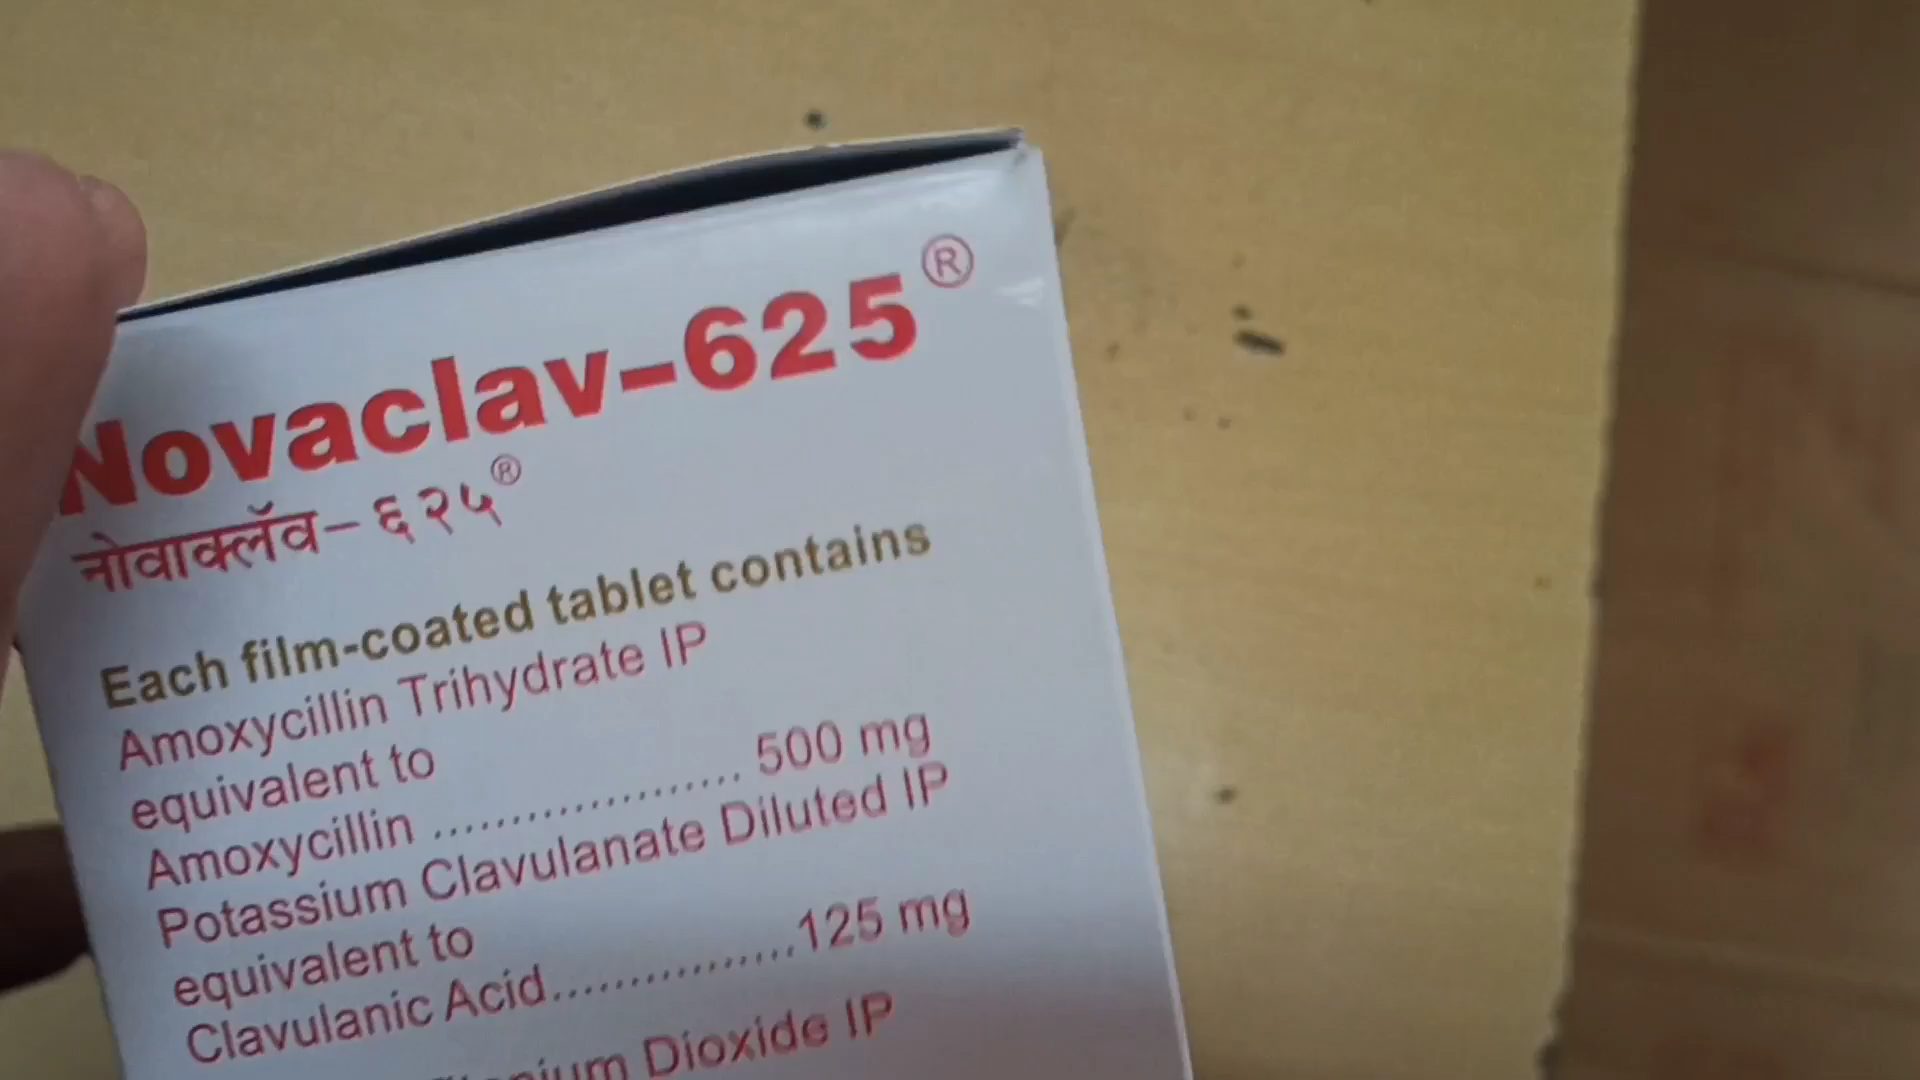 Novaclav-625®
नोवाक्लॅव-६२५®
Each film-coated tablet contains
Amoxycillin Trihydrate IP
equivalent to
Amoxycillin ...................... 500 mg
Potassium Clavulanate Diluted IP
equivalent to
Clavulanic Acid................125 mg
Dioxide IP